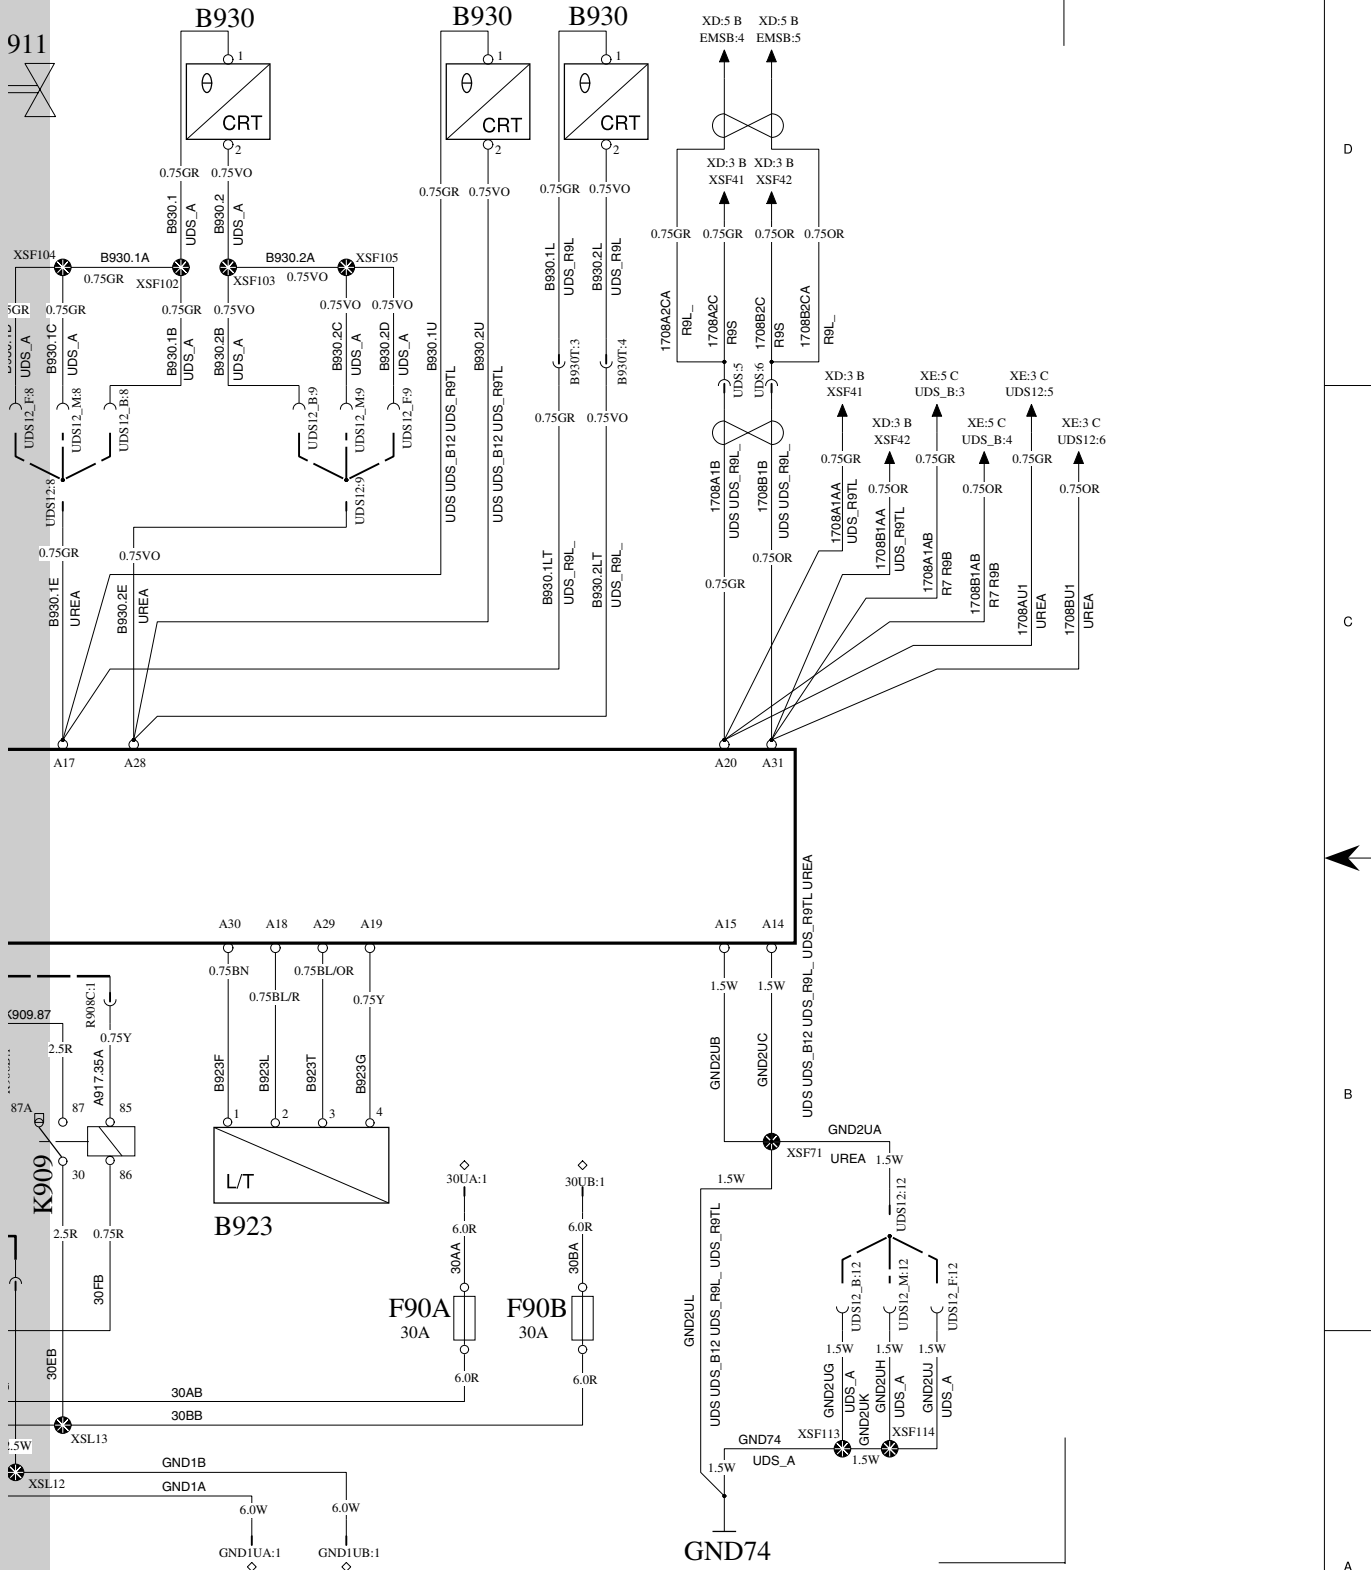 911
B930
B930
B930
XD:5 B
EMSB:4
XD:5 B
EMSB:5
1
θ
CRT
2
1
θ
CRT
2
1
θ
CRT
2
D
XD:3 B
XSF41
XD:3 B
XSF42
0.75GR
0.75VO
0.75GR
0.75VO
0.75GR
0.75VO
B930.1
UDS_A
B930.2
UDS_A
0.75GR
0.75GR
0.75OR
0.75OR
B930.1L
UDS_R9L
B930.2L
UDS_R9L
XSF104
B930.1A
0.75GR
XSF102
XSF103
B930.2A
0.75VO
XSF105
1708A2CA
R9L_
1708A2C
R9S
1708B2C
R9S
1708B2CA
R9L_
0.75GR
0.75GR
0.75VO
0.75VO
0.75VO
UDS_A
B930.1C
UDS_A
B930.1B
UDS_A
B930.2B
UDS_A
B930.2C
UDS_A
B930.2D
UDS_A
B930.1U
UDS UDS_B12 UDS_R9TL
B930.2U
UDS UDS_B12 UDS_R9TL
B930T:3
B930T:4
UDS:5
UDS:6
UDS12_F:8
UDS12_M:8
UDS12_B:8
UDS12_B:9
UDS12_M:9
UDS12_F:9
XD:3 B
XSF41
XE:5 C
UDS_B:3
XE:3 C
UDS12:5
XD:3 B
XSF42
XE:5 C
UDS_B:4
XE:3 C
UDS12:6
0.75GR
0.75VO
0.75GR
0.75GR
0.75GR
0.75OR
0.75OR
0.75OR
UDS12:8
UDS12:9
1708A1B
UDS UDS_R9L_
1708B1B
UDS UDS_R9L_
1708A1AA
UDS_R9TL
1708B1AA
UDS_R9TL
1708A1AB
R7 R9B
1708B1AB
R7 R9B
1708AU1
UREA
1708BU1
UREA
0.75GR
0.75VO
0.75GR
0.75OR
B930.1E
UREA
B930.2E
UREA
B930.1LT
UDS_R9L_
B930.2LT
UDS_R9L_
C
A17
A28
A20
A31
A30
A18
A29
A19
A15
A14
UDS UDS_B12 UDS_R9L_ UDS_R9TL UREA
0.75BN
0.75BL/R
0.75BL/OR
0.75Y
1.5W
1.5W
K909.87
R908C:1
2.5R
0.75Y
A917.35A
B923F
B923L
B923T
B923G
GND2UB
GND2UC
B
87A
87
85
30
86
K909
1
2
3
4
L/T
B923
XSF71
GND2UA
UREA
1.5W
1.5W
30UA:1
30UB:1
2.5R
0.75R
6.0R
6.0R
30AA
30BA
30FB
F90A
30A
F90B
30A
UDS12:12
UDS12_B:12
UDS12_M:12
UDS12_F:12
GND2UL
UDS UDS_B12 UDS_R9L_ UDS_R9TL
30EB
6.0R
6.0R
1.5W
1.5W
1.5W
GND2UG
UDS_A
GND2UK
GND2UH
UDS_A
GND2UJ
UDS_A
30AB
30BB
XSL13
XSF113
XSF114
1.5W
GND74
UDS_A
1.5W
XSL12
GND1B
GND1A
6.0W
6.0W
GND1UA:1
GND1UB:1
GND74
A